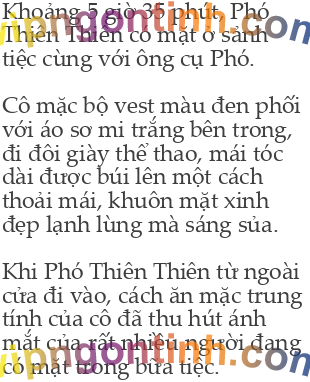 Khoảng 5 giờ 35 phút, Phó
Thiên Thiên có mặt ở sảnh
tiệc cùng với ông cụ Phó.
Cô mặc bộ vest màu đen phối
với áo sơ mi trắng bên trong,
đi đôi giày thể thao, mái tóc
dài được búi lên một cách
thoải mái, khuôn mặt xinh
đẹp lạnh lùng mà sáng sủa.
Khi Phó Thiên Thiên từ ngoài
cửa đi vào, cách ăn mặc trung
tính của cô đã thu hút ánh
mắt của rất nhiều người đang
có mặt trong bữa tiệc.
vipngontinh.com
vipngontinh.com